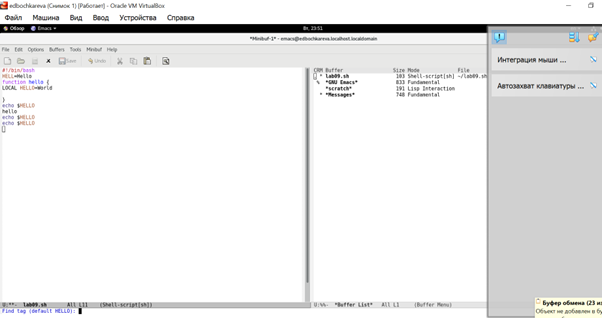 edbochkareva (Снимок 1) [Работает] - Oracle VM VirtualBox
Файл Машина Вид Ввод Устройства Справка
Обзор Emacs Вт, 23:51
*Minibuf-1* - emacs@edbochkareva.localhost.localdomain
File Edit Options Buffers Tools Minibuf Help
Save Undo
#!/bin/bash
HELL=Hello
function hello {
LOCAL HELLO=World
}
echo $HELLO
hello
echo $HELLO
echo $HELLO
CRM Buffer Size Mode File
* lab09.sh 103 Shell-script[sh] ~/lab09.sh
% *GNU Emacs* 833 Fundamental
*scratch* 191 Lisp Interaction
* *Messages* 748 Fundamental
Интеграция мыши ...
Автозахват клавиатуры ...
U:**- lab09.sh All L11 (Shell-script[sh])
U:%%- *Buffer List* All L1 (Buffer Menu)
Find tag (default HELLO):
Буфер обмена (23 из
Объект не добавлен в бу